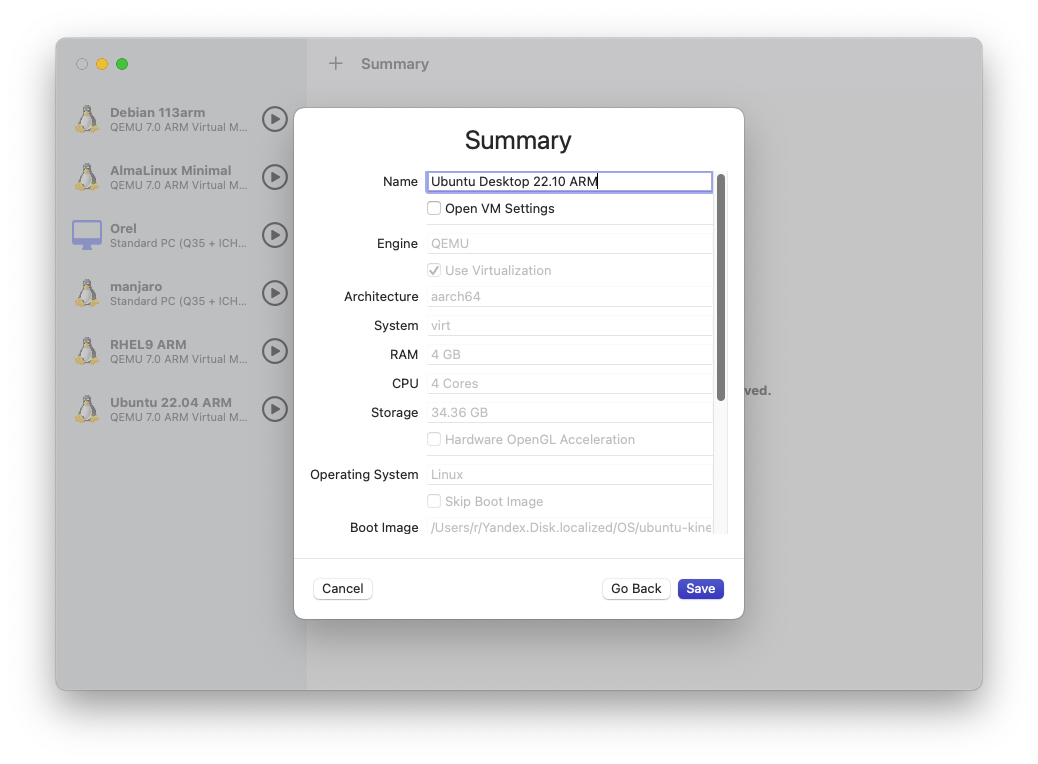 Summary
Debian 113arm
QEMU 7.0 ARM Virtual M...
AlmaLinux Minimal
QEMU 7.0 ARM Virtual M...
Orel
Standard PC (Q35 + ICH...
manjaro
Standard PC (Q35 + ICH...
RHEL9 ARM
QEMU 7.0 ARM Virtual M...
Ubuntu 22.04 ARM
QEMU 7.0 ARM Virtual M...
Summary
Name Ubuntu Desktop 22.10 ARM
Open VM Settings
Engine QEMU
Use Virtualization
Architecture aarch64
System virt
RAM 4 GB
CPU 4 Cores
Storage 34.36 GB
Hardware OpenGL Acceleration
Operating System Linux
Skip Boot Image
Boot Image /Users/r/Yandex.Disk.localized/OS/ubuntu-kine
Cancel Go Back Save
ved.